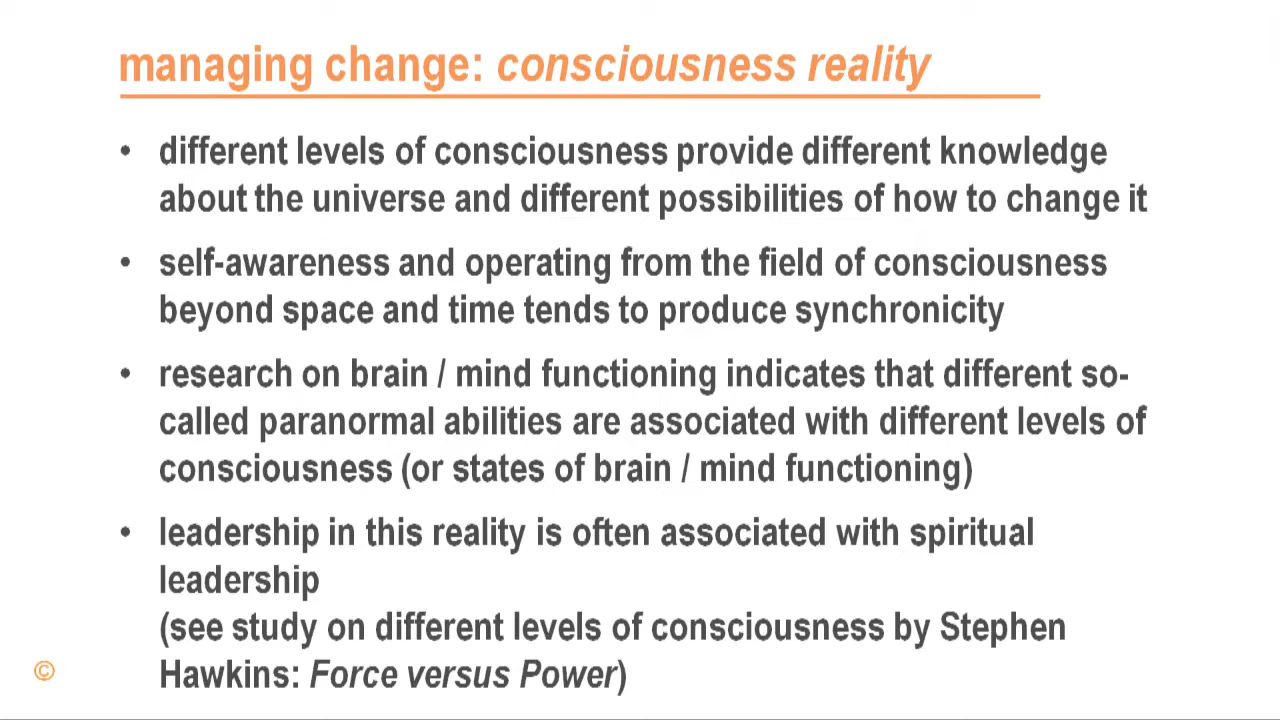 managing change: consciousness reality
• different levels of consciousness provide different knowledge
about the universe and different possibilities of how to change it
• self-awareness and operating from the field of consciousness
beyond space and time tends to produce synchronicity
• research on brain / mind functioning indicates that different so-
called paranormal abilities are associated with different levels of
consciousness (or states of brain / mind functioning)
• leadership in this reality is often associated with spiritual
leadership
(see study on different levels of consciousness by Stephen
Hawkins: Force versus Power)
©